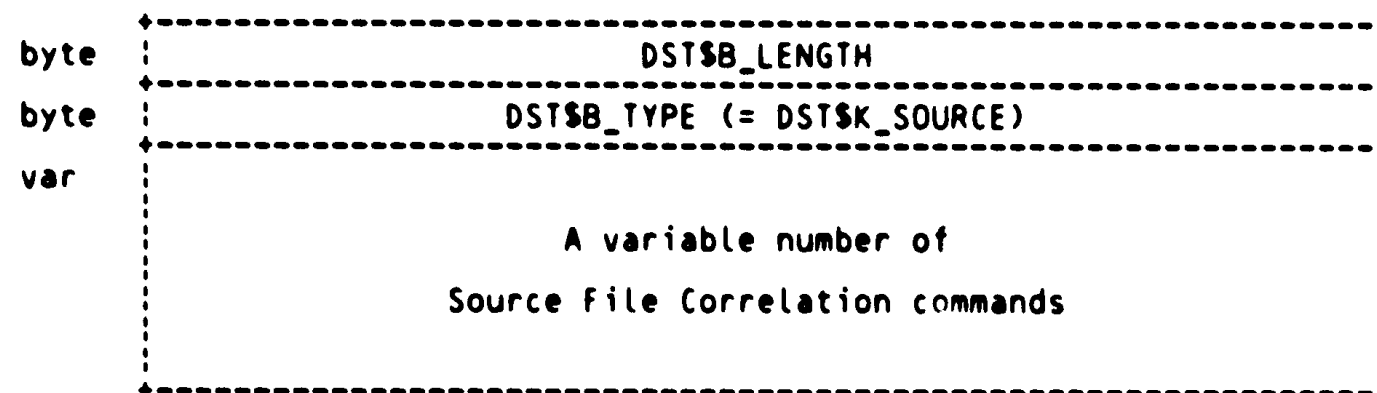 byte DST$B_LENGTH
byte DST$B_TYPE (= DST$K_SOURCE)
var
A variable number of
Source File Correlation commands